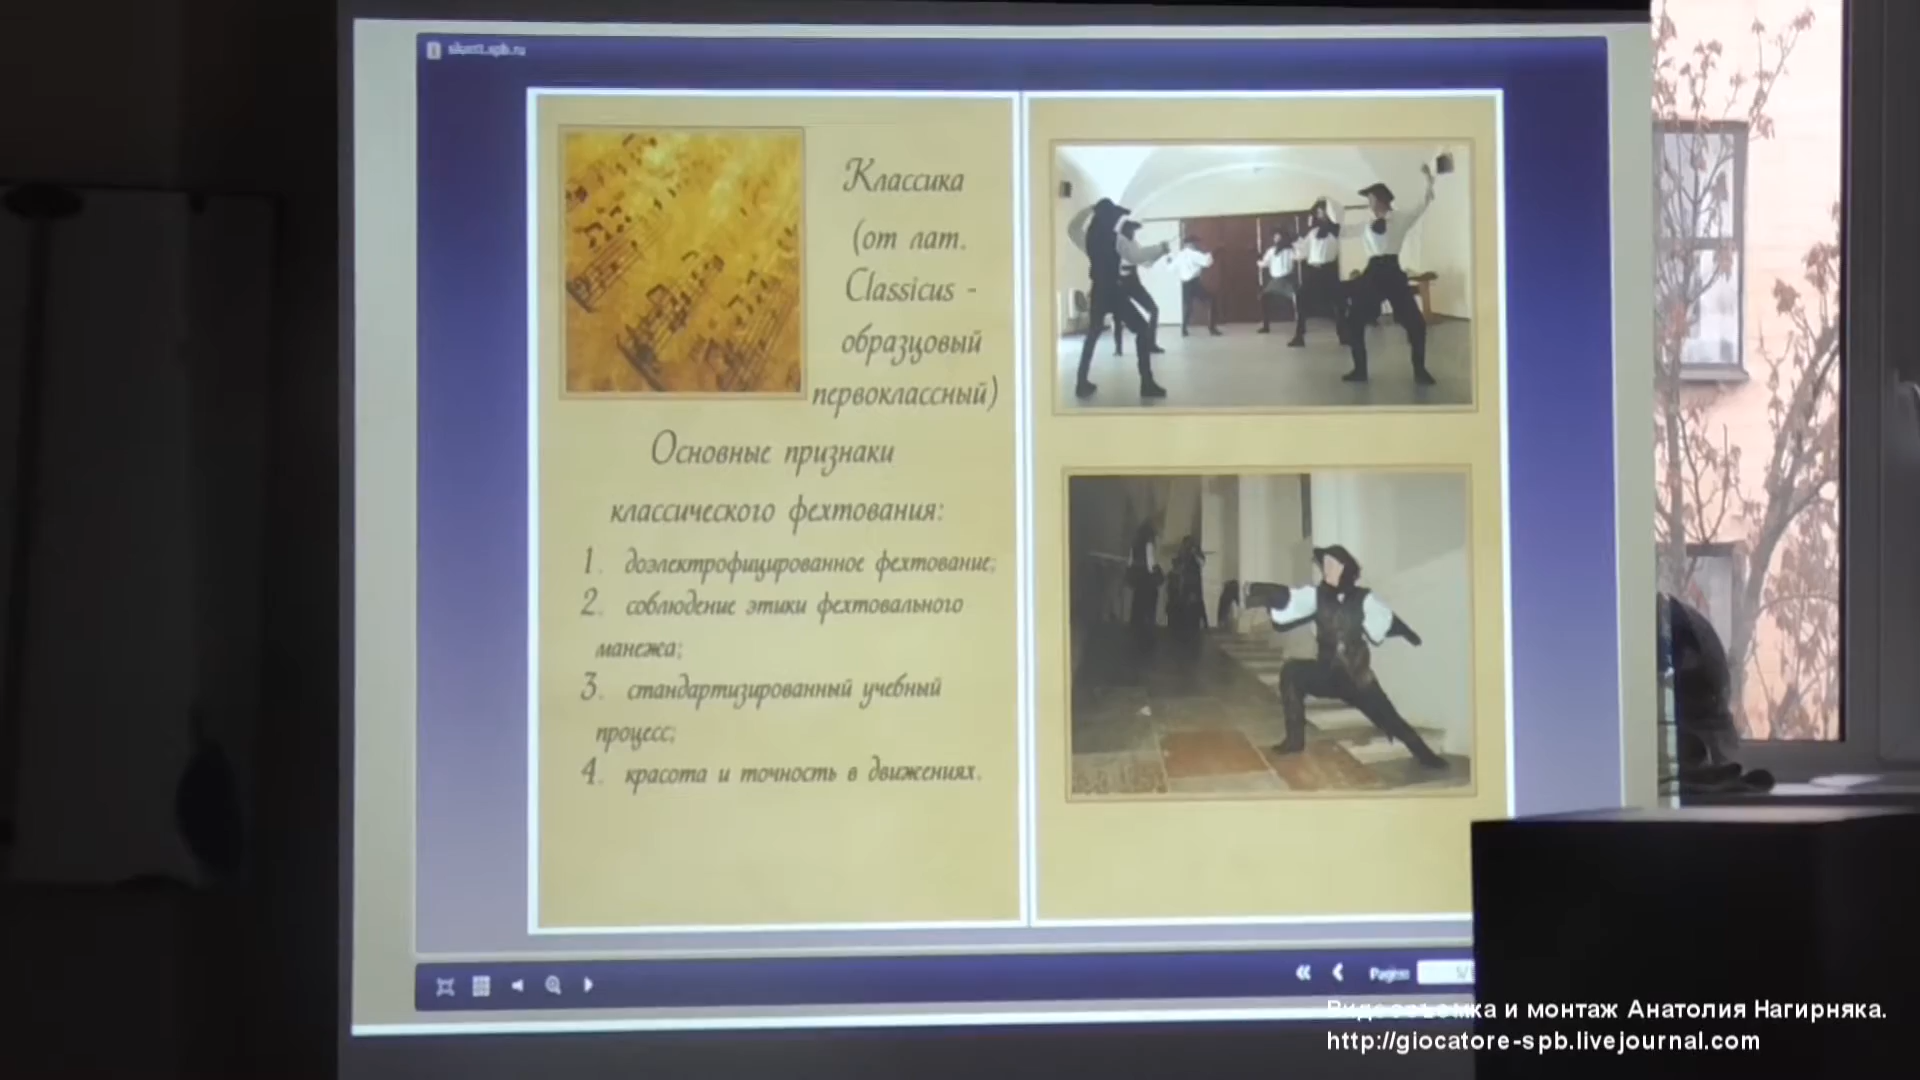 Классика
(от лат.
Classicus -
образцовый
первоклассный)
Основные признаки
классического фехтования:
1. доэлектрофицированное фехтование;
2. соблюдение этики фехтовального
манежа;
3. стандартизированный учебный
процесс;
4. красота и точность в движениях.
Pages:
Видеосъемка и монтаж Анатолия Нагирняка.
http://giocatore-spb.livejournal.com